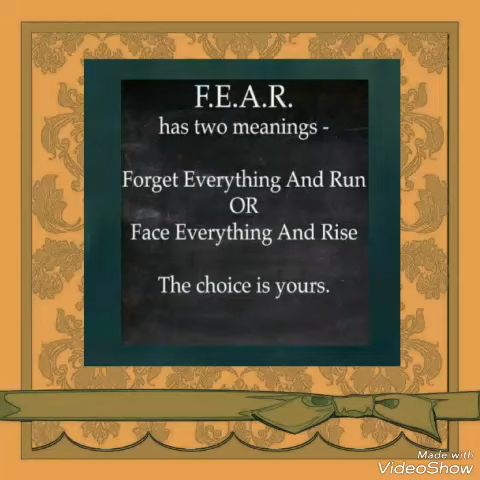 F.E.A.R.
has two meanings -
Forget Everything And Run
OR
Face Everything And Rise
The choice is yours.
Made with
VideoShow